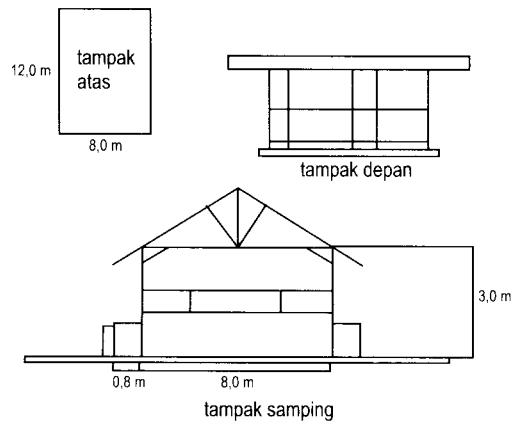 12,0 m
tampak
atas
8,0 m
tampak depan
3,0 m
0,8 m
8,0 m
tampak samping